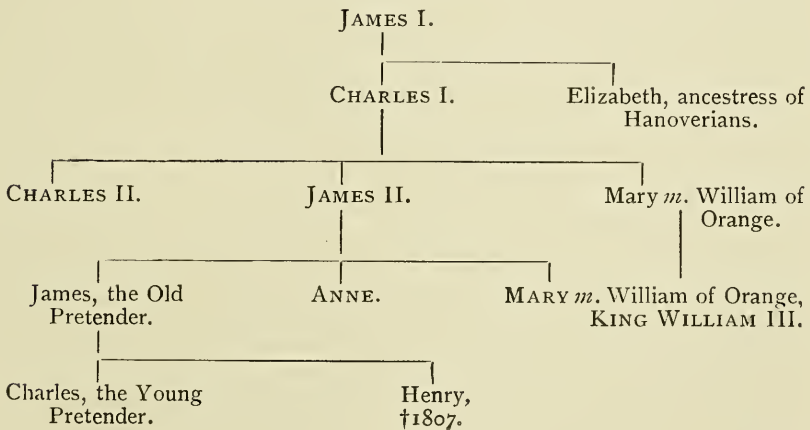 JAMES I.
CHARLES I.
Elizabeth, ancestress of
Hanoverians.
CHARLES II.
JAMES II.
Mary m. William of
Orange.
James, the Old
Pretender.
ANNE.
MARY m. William of Orange,
KING WILLIAM III.
Charles, the Young
Pretender.
Henry,
†1807.